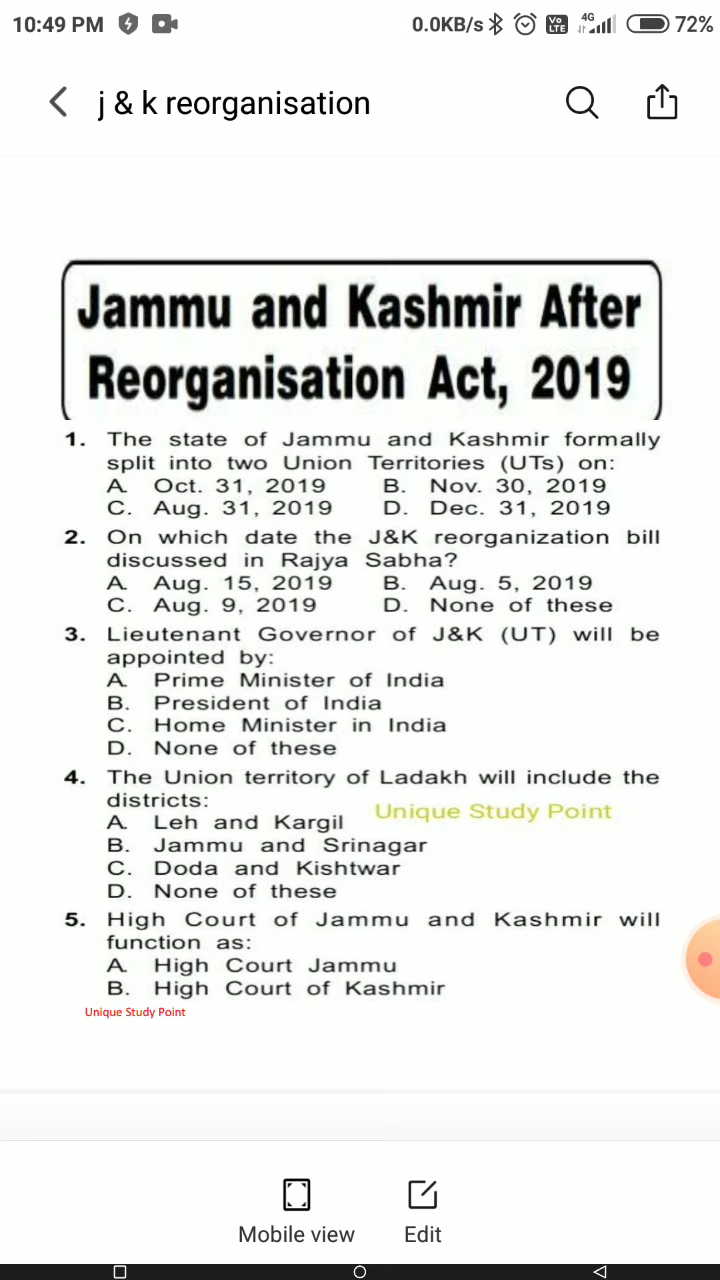 10:49 PM 0.0KB/s Vo LTE 4G 72%
j & k reorganisation
Jammu and Kashmir After
Reorganisation Act, 2019
1. The state of Jammu and Kashmir formally
split into two Union Territories (UTs) on:
A. Oct. 31, 2019 B. Nov. 30, 2019
C. Aug. 31, 2019 D. Dec. 31, 2019
2. On which date the J&K reorganization bill
discussed in Rajya Sabha?
A. Aug. 15, 2019 B. Aug. 5, 2019
C. Aug. 9, 2019 D. None of these
3. Lieutenant Governor of J&K (UT) will be
appointed by:
A. Prime Minister of India
B. President of India
C. Home Minister in India
D. None of these
4. The Union territory of Ladakh will include the
districts:
Unique Study Point
A. Leh and Kargil
B. Jammu and Srinagar
C. Doda and Kishtwar
D. None of these
5. High Court of Jammu and Kashmir will
function as:
A. High Court Jammu
B. High Court of Kashmir
Unique Study Point
Mobile view Edit